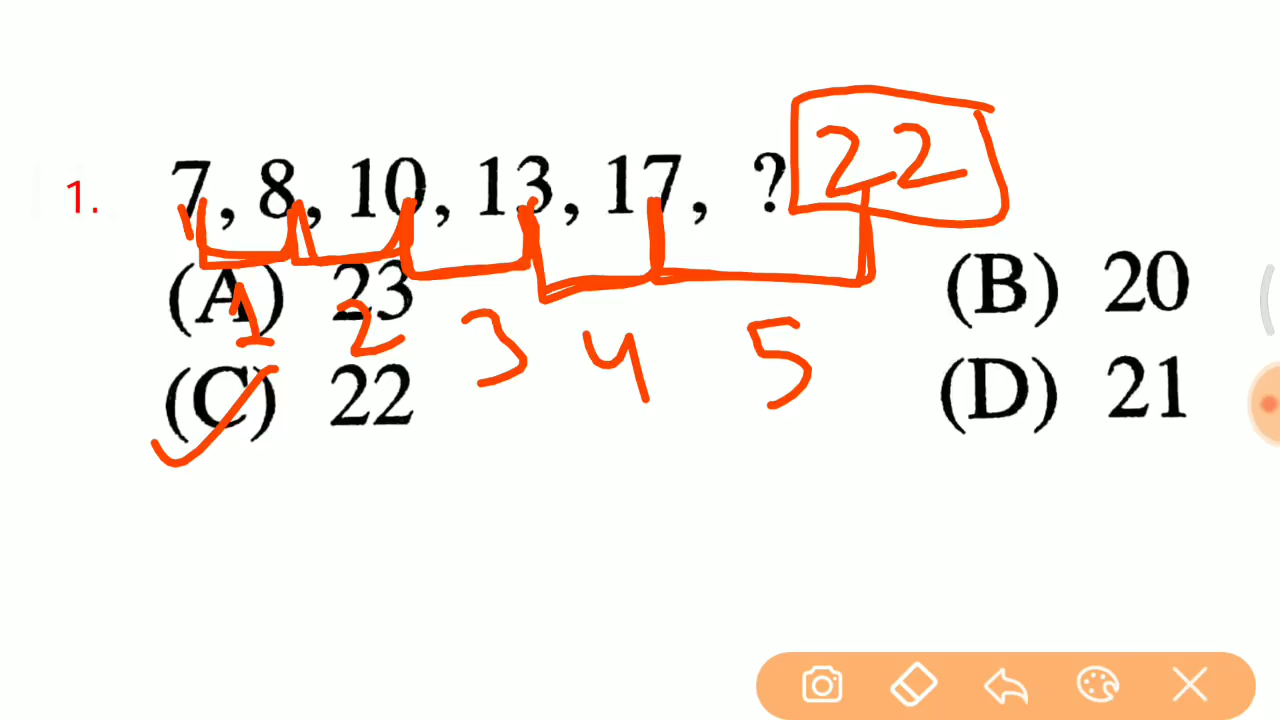 22
1. 7, 8, 10, 13, 17, ?
(A) 23 (B) 20
1 2 3 4 5
(C) 22 (D) 21